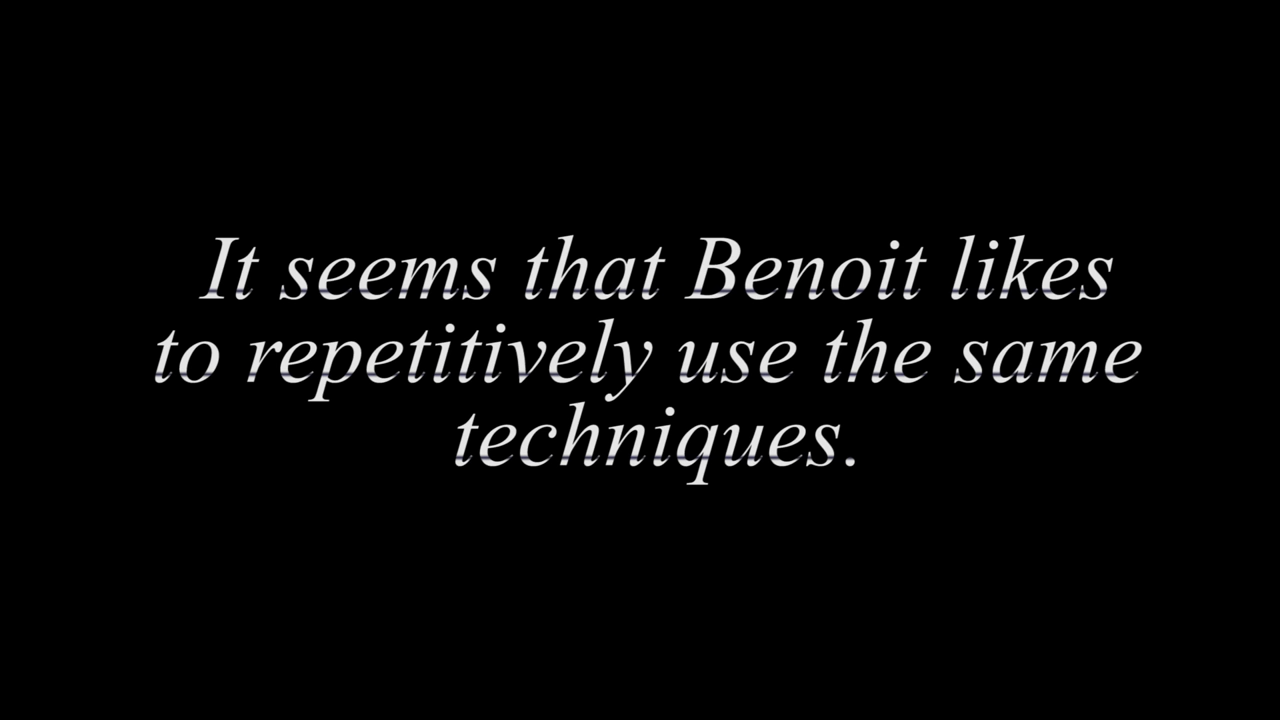 It seems that Benoit likes
to repetitively use the same
techniques.